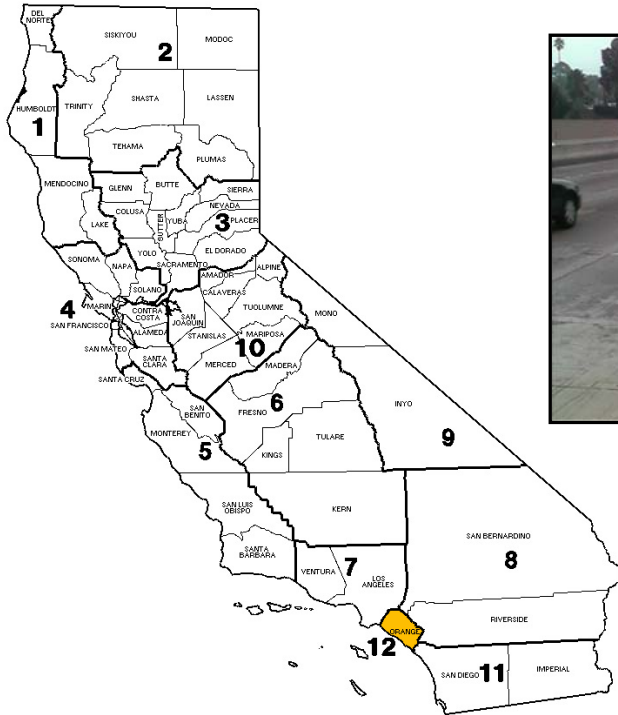 DEL
NORTE
SISKIYOU
2
MODOC
HUMBOLDT
1
TRINITY
SHASTA
LASSEN
TEHAMA
PLUMAS
MENDOCINO
GLENN
BUTTE
SIERRA
COLUSA
SUTTER
YUBA
NEVADA
3
PLACER
LAKE
YOLO
EL DORADO
SACRAMENTO
ALPINE
SONOMA
NAPA
SOLANO
AMADOR
CALAVERAS
TUOLUMNE
MONO
4
MARIN
CONTRA
COSTA
SAN
JOAQUIN
SAN FRANCISCO
ALAMEDA
STANISLAS
MARIPOSA
10
SAN MATEO
SANTA
CLARA
MERCED
MADERA
SANTA CRUZ
SAN
BENITO
6
FRESNO
INYO
9
MONTEREY
5
KINGS
TULARE
SAN LUIS
OBISPO
KERN
SAN BERNARDINO
8
SANTA
BARBARA
VENTURA
7
LOS
ANGELES
ORANGE
12
RIVERSIDE
SAN DIEGO
11
IMPERIAL